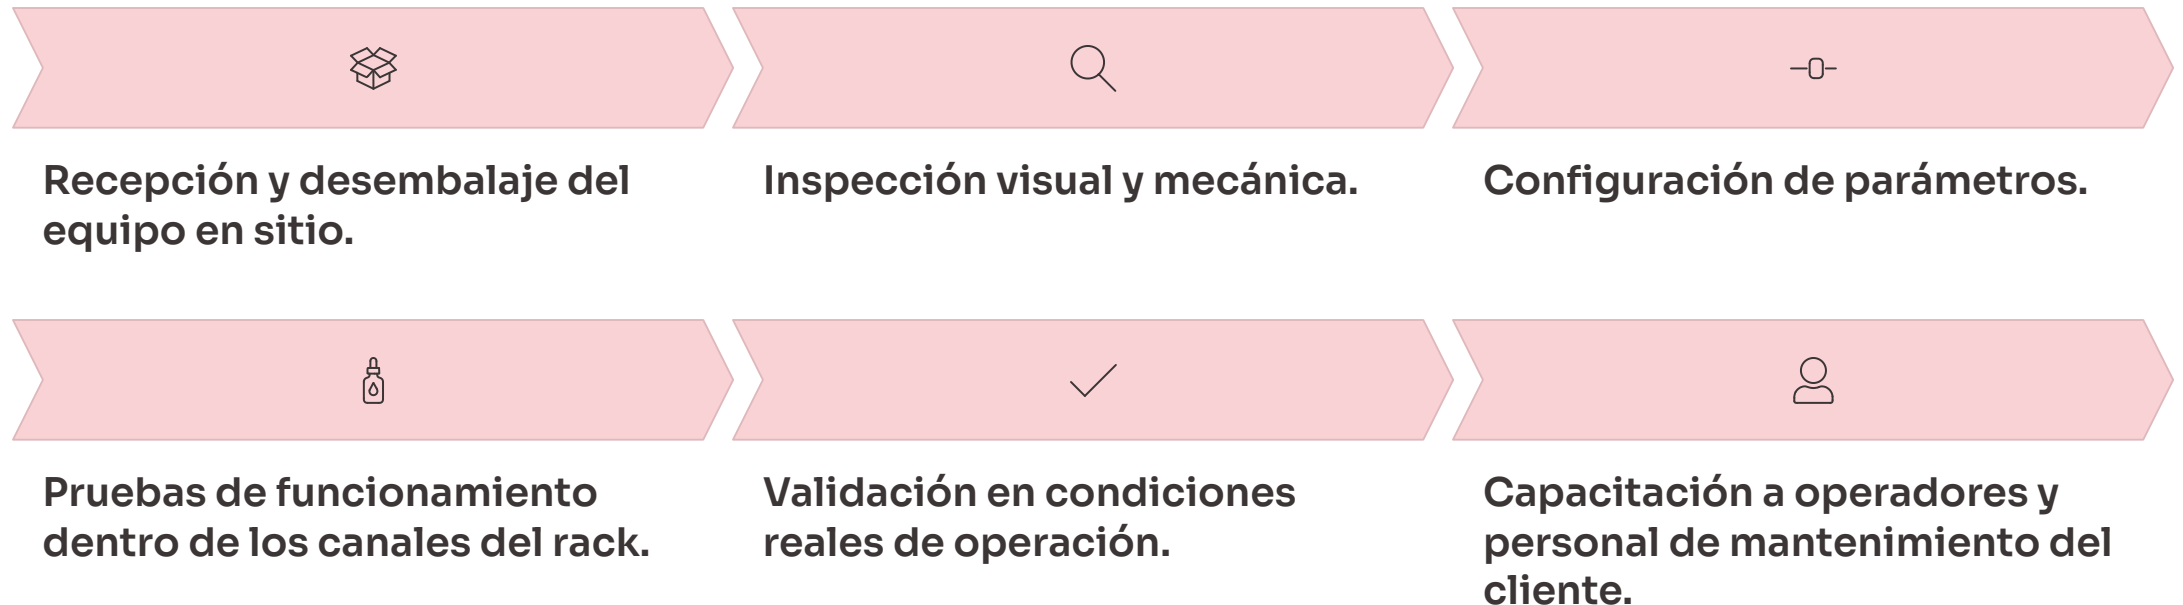 Recepción y desembalaje del
equipo en sitio.
Inspección visual y mecánica.
Configuración de parámetros.
Pruebas de funcionamiento
dentro de los canales del rack.
Validación en condiciones
reales de operación.
Capacitación a operadores y
personal de mantenimiento del
cliente.